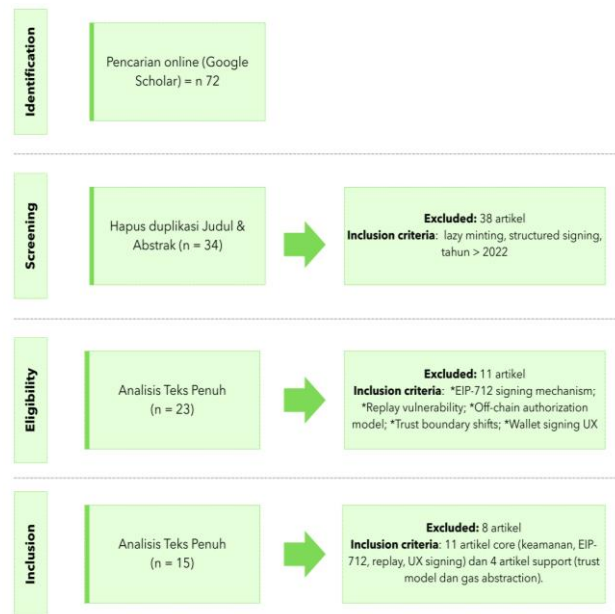 Identification
Pencarian online (Google
Scholar) = n 72
Screening
Hapus duplikasi Judul &
Abstrak (n = 34)
Excluded: 38 artikel
Inclusion criteria:  lazy minting, structured signing,
tahun > 2022
Eligibility
Analisis Teks Penuh
(n = 23)
Excluded: 11 artikel
Inclusion criteria:  *EIP-712 signing mechanism;
*Replay vulnerability; *Off-chain authorization
model; *Trust boundary shifts; *Wallet signing UX
Inclusion
Analisis Teks Penuh
(n = 15)
Excluded: 8 artikel
Inclusion criteria: 11 artikel core (keamanan, EIP-
712, replay, UX signing) dan 4 artikel support (trust
model dan gas abstraction).